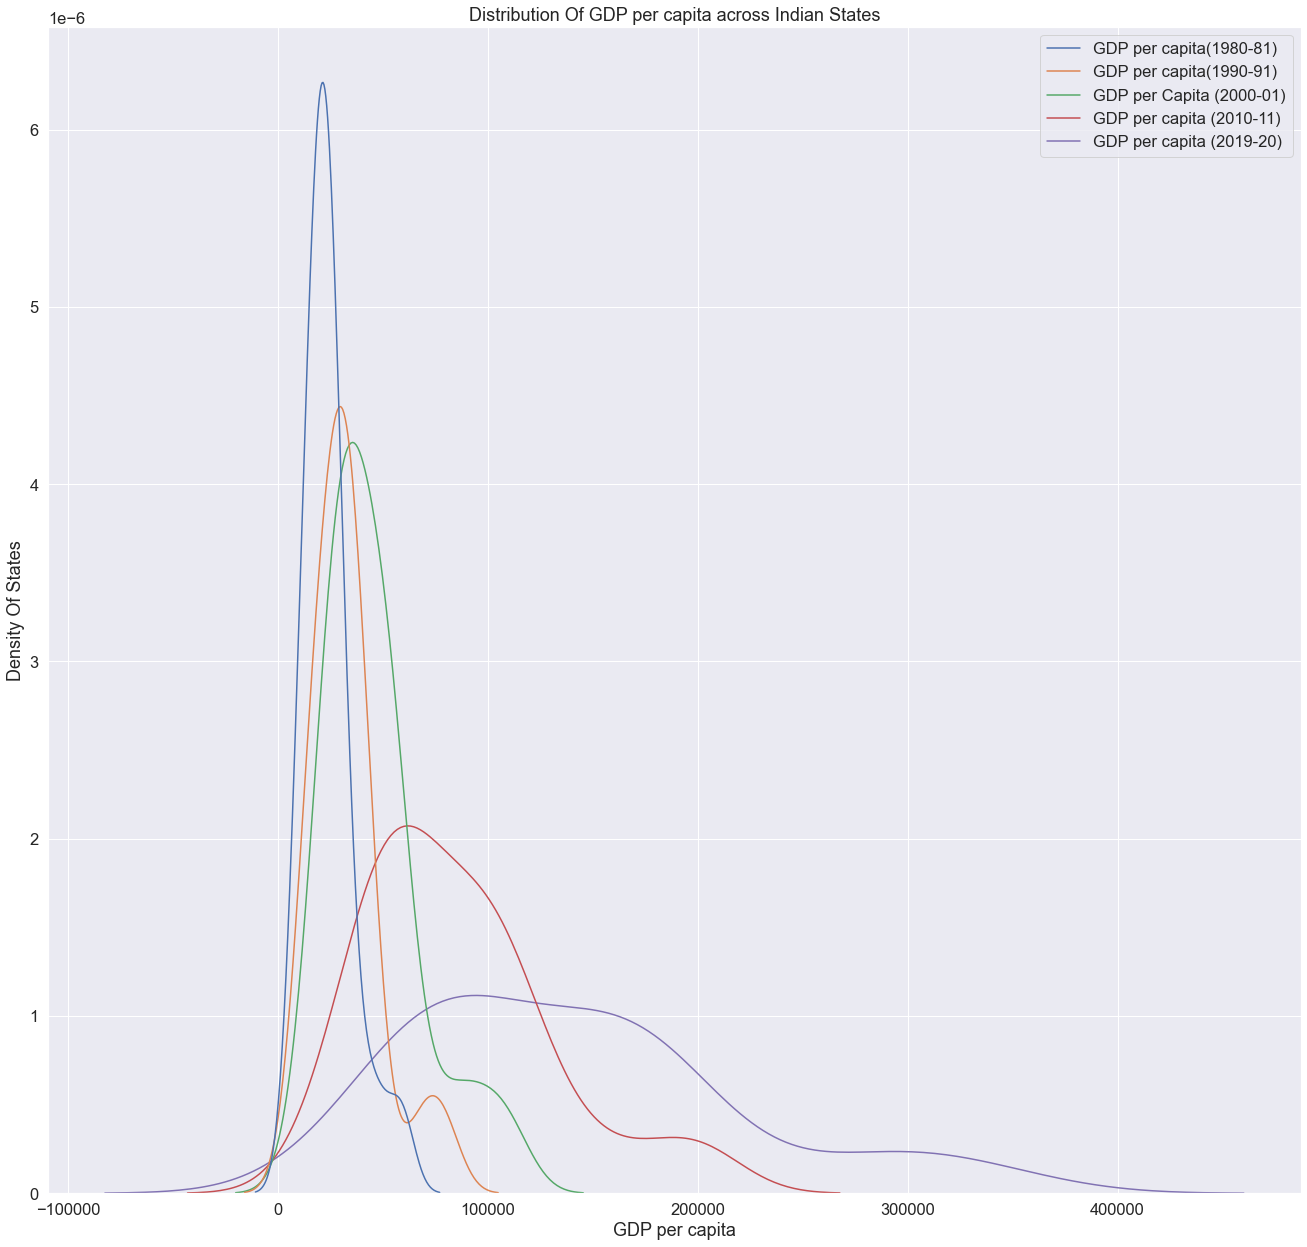 Distribution Of GDP per capita across Indian States
1e−6
GDP per capita(1980-81)
GDP per capita(1990-91)
GDP per Capita (2000-01)
GDP per capita (2010-11)
GDP per capita (2019-20)
6
5
4
3
2
1
0
Density Of States
−100000 0 100000 200000 300000 400000
GDP per capita